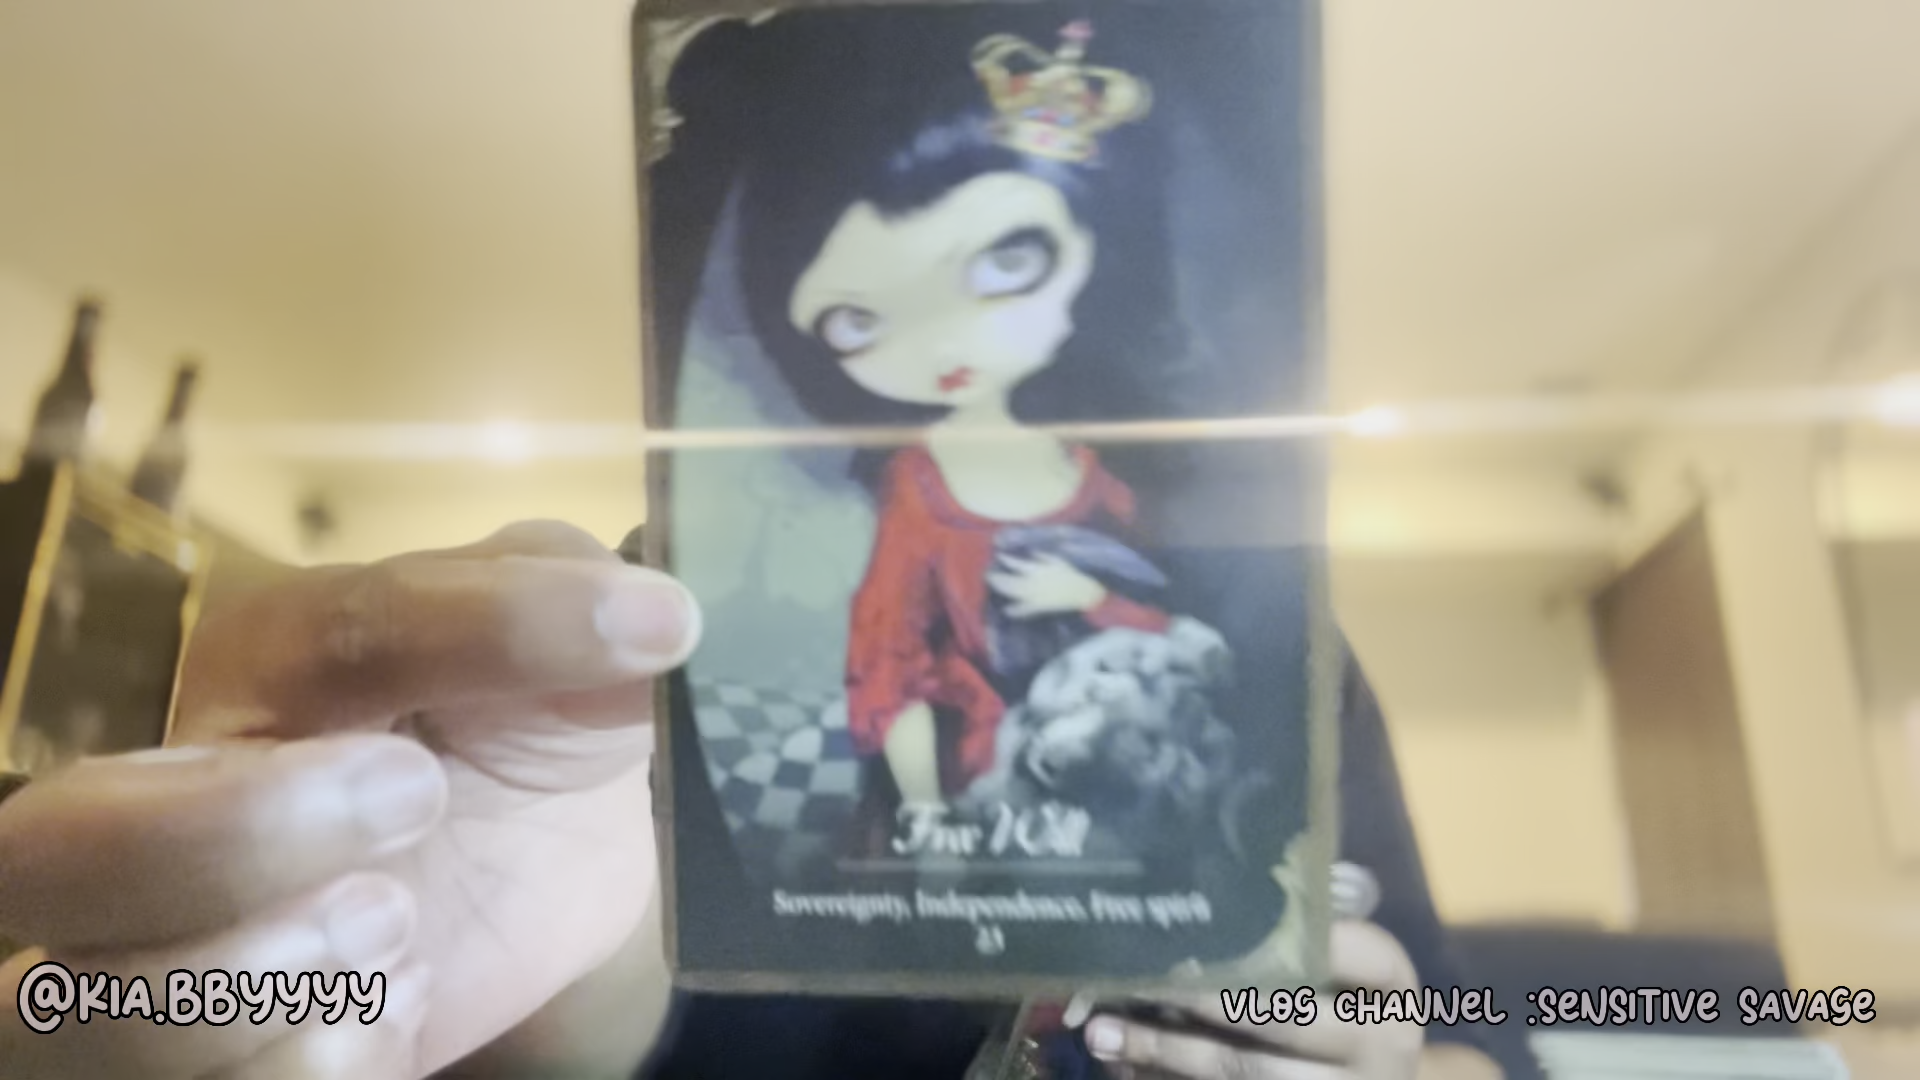 Free Will
Sovereignty, Independence, Free spirit
@KIA.BBYYYY
VLOG CHANNEL :SENSITIVE SAVAGE